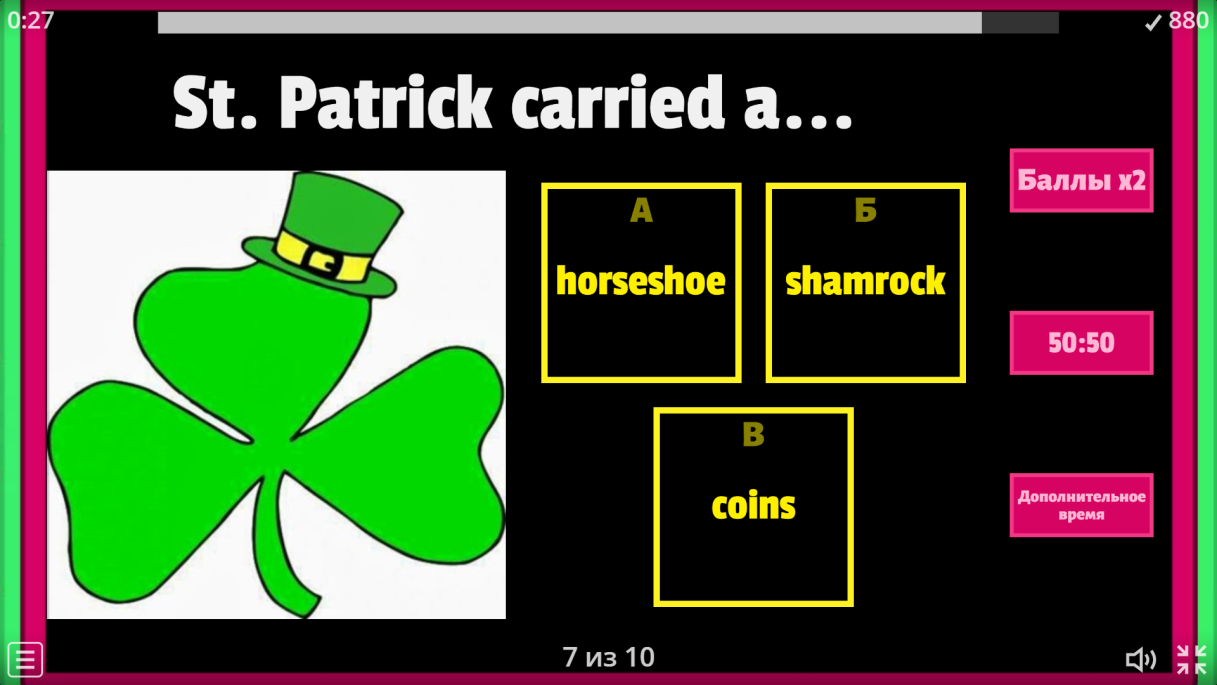 0:27
880
St. Patrick carried a...
Баллы x2
А
horseshoe
Б
shamrock
50:50
В
coins
Дополнительное
время
7 из 10